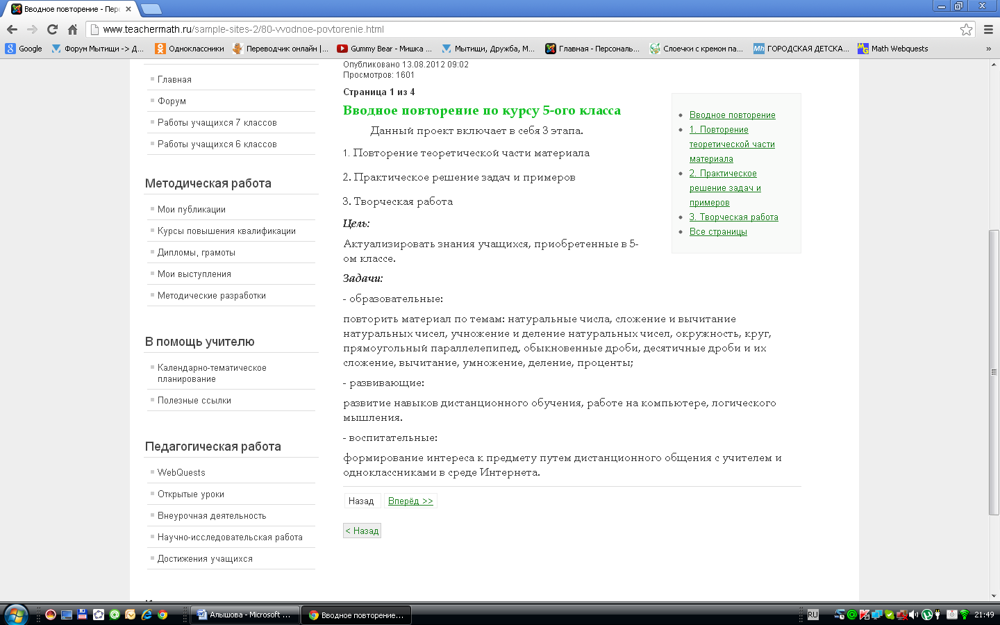 Вводное повторение - Перс
www.teachermath.ru/sample-sites-2/80-vvodnoe-povtorenie.html
Google
Форум Мытищи -> Д...
Одноклассники
Переводчик онлайн |...
Gummy Bear - Мишка ...
Мытищи, Дружба, М...
Главная - Персональ...
Слоечки с кремом па...
ГОРОДСКАЯ ДЕТСКА...
Math Webquests
»
Главная
Форум
Работы учащихся 7 классов
Работы учащихся 6 классов
Методическая работа
Мои публикации
Курсы повышения квалификации
Дипломы, грамоты
Мои выступления
Методические разработки
В помощь учителю
Календарно-тематическое
планирование
Полезные ссылки
Педагогическая работа
WebQuests
Открытые уроки
Внеурочная деятельность
Научно-исследовательская работа
Достижения учащихся
Опубликовано 13.08.2012 09:02
Просмотров: 1601
Страница 1 из 4
Вводное повторение по курсу 5-ого класса
Данный проект включает в себя 3 этапа.
1. Повторение теоретической части материала
2. Практическое решение задач и примеров
3. Творческая работа
Цель:
Актуализировать знания учащихся, приобретенные в 5-
ом классе.
Задачи:
- образовательные:
повторить материал по темам: натуральные числа, сложение и вычитание
натуральных чисел, учножение и деление натуральных чисел, окружность, круг,
прямоугольный параллелепипед, обыкновенные дроби, десятичные дроби и их
сложение, вычитание, умножение, деление, проценты;
- развивающие:
развитие навыков дистанционного обучения, работе на компьютере, логического
мышления.
- воспитательные:
формирование интереса к предмету путем дистанционного общения с учителем и
одноклассниками в среде Интернета.
Назад
Вперёд >>
< Назад
Вводное повторение
1. Повторение
теоретической части
материала
2. Практическое
решение задач и
примеров
3. Творческая работа
Все страницы
Алышова - Microsoft ...
Вводное повторение...
RU
21:49